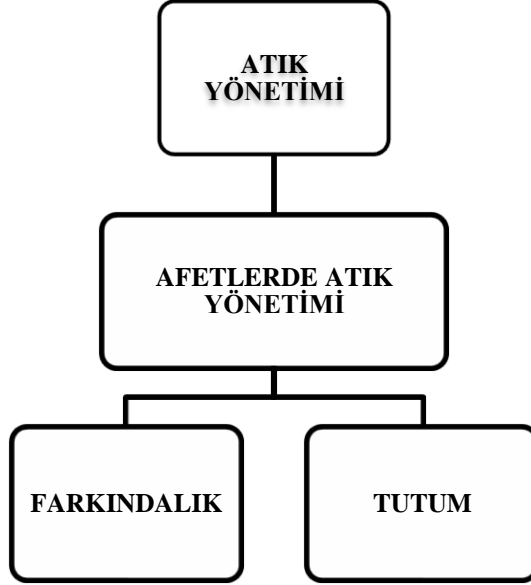 ATIK
YÖNETİMİ
AFETLERDE ATIK
YÖNETİMİ
FARKINDALIK
TUTUM